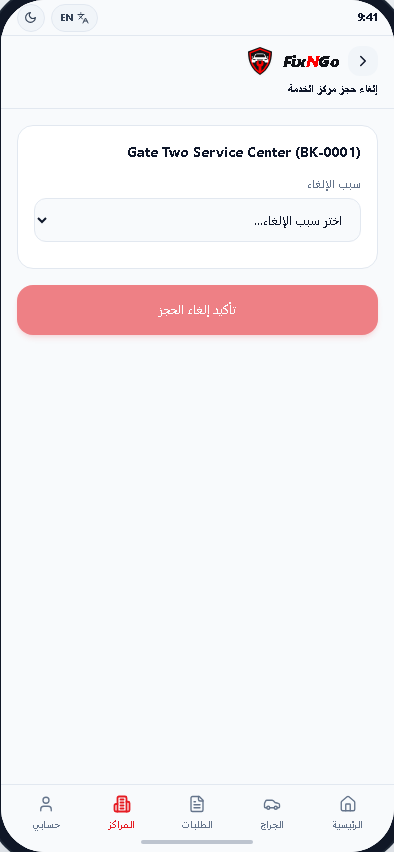 9:41
EN
FixNGo
إلغاء حجز مركز الخدمة
Gate Two Service Center (BK-0001)
سبب الإلغاء
اختر سبب الإلغاء...
تأكيد إلغاء الحجز
الرئيسية
الجراج
الطلبات
المراكز
حسابي